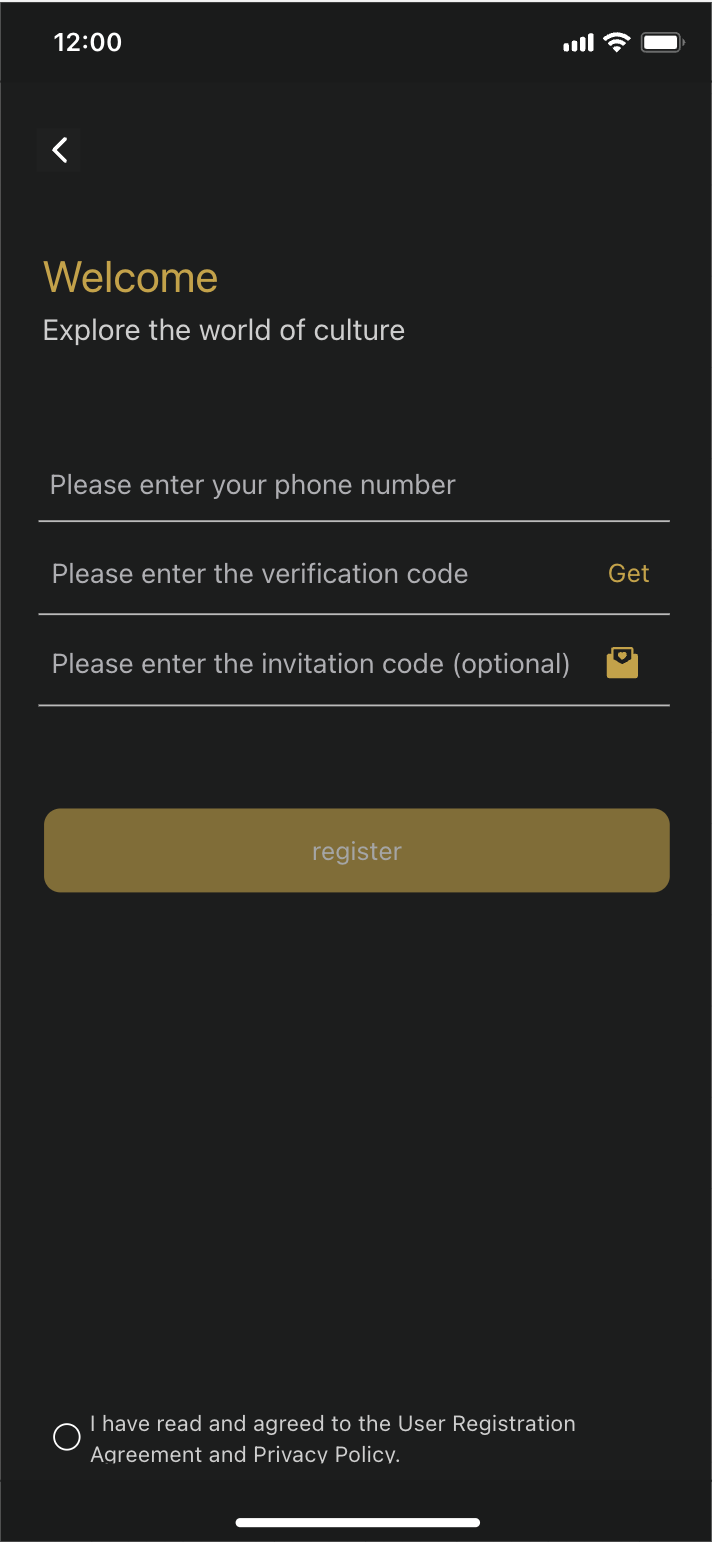 12:00
Welcome
Explore the world of culture
Please enter your phone number
Please enter the verification code Get
Please enter the invitation code (optional)
register
I have read and agreed to the User Registration
Agreement and Privacy Policy.